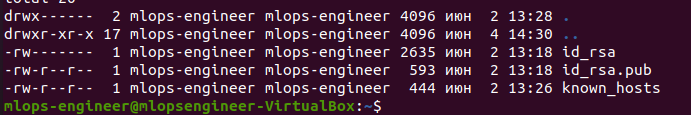 drwx------  2 mlops-engineer mlops-engineer 4096 июн  2 13:28 .
drwxr-xr-x 17 mlops-engineer mlops-engineer 4096 июн  4 14:30 ..
-rw-------  1 mlops-engineer mlops-engineer 2635 июн  2 13:18 id_rsa
-rw-r--r--  1 mlops-engineer mlops-engineer  593 июн  2 13:18 id_rsa.pub
-rw-r--r--  1 mlops-engineer mlops-engineer  444 июн  2 13:26 known_hosts
mlops-engineer@mlopsengineer-VirtualBox:~$